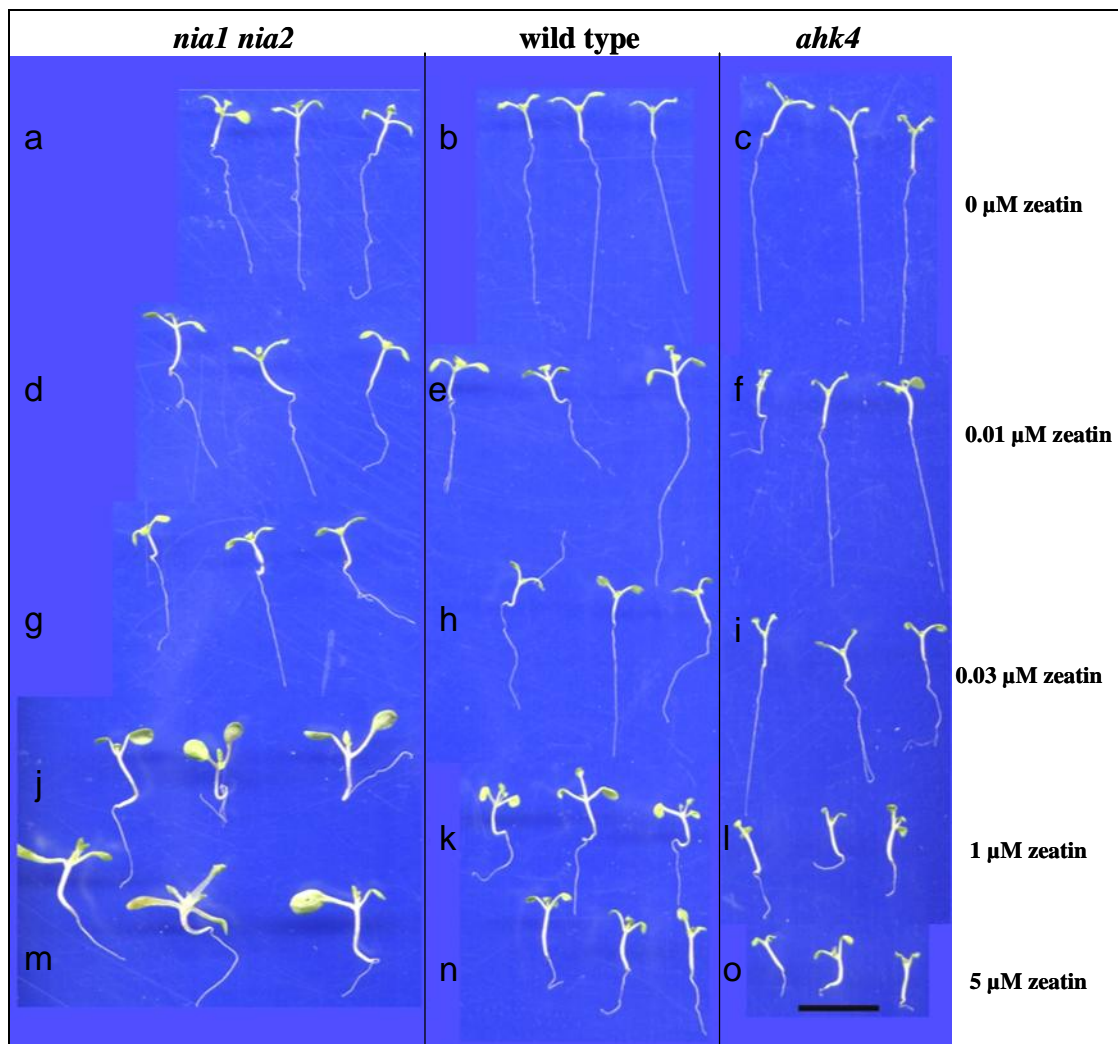 nia1 nia2 wild type ahk4
a b c
0 µM zeatin
d e f
0.01 µM zeatin
g h i
0.03 µM zeatin
j k l
1 µM zeatin
m n o
5 µM zeatin